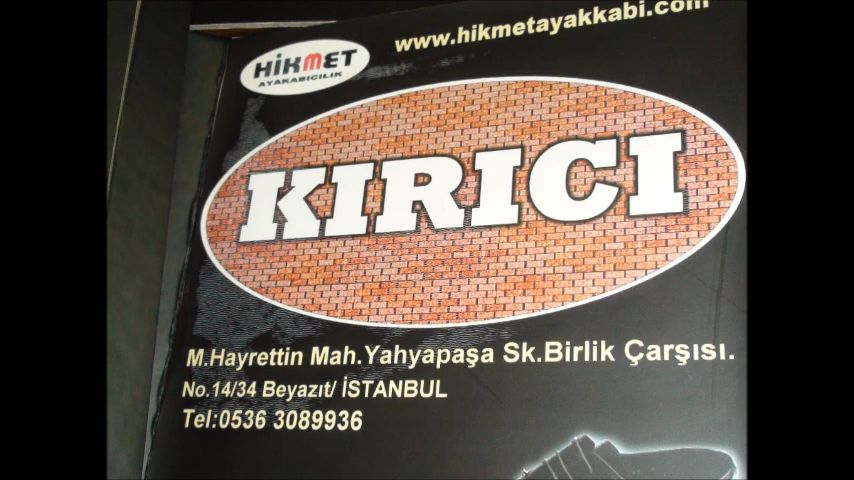 www.hikmetayakkabi.com
HİKMET
AYAKABICILIK
KIRICI
M.Hayrettin Mah.Yahyapaşa Sk.Birlik Çarşısı.
No.14/34 Beyazıt/ İSTANBUL
Tel:0536 3089936